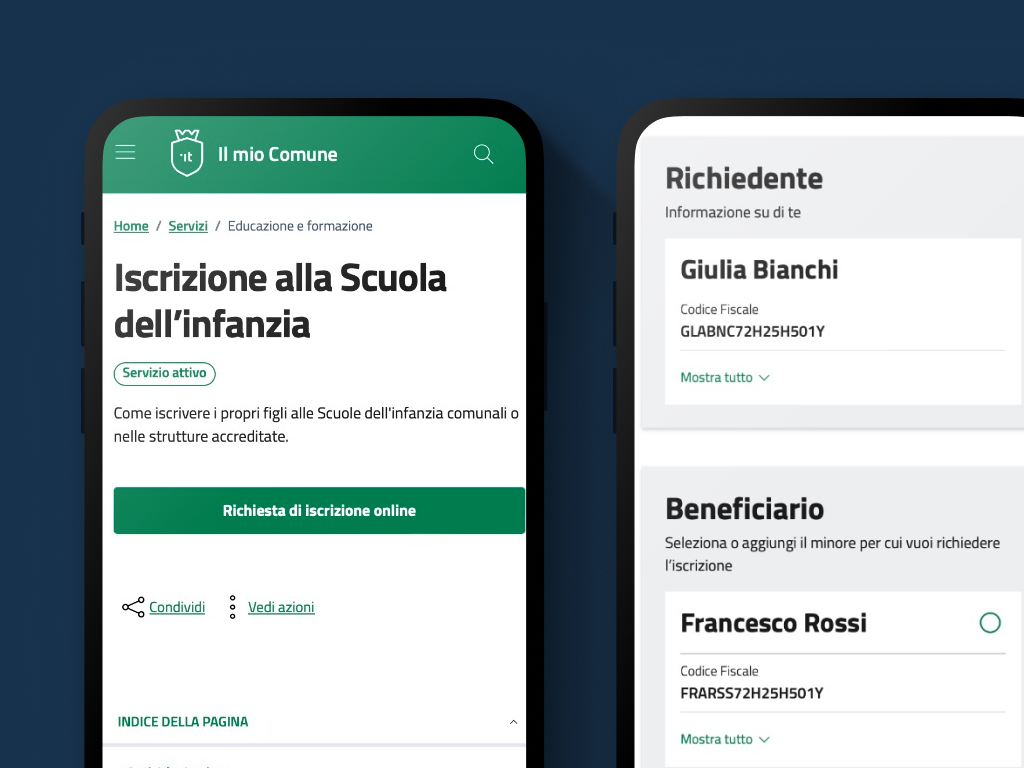 ·ıt
Il mio Comune
Home / Servizi / Educazione e formazione
Iscrizione alla Scuola
dell’infanzia
Servizio attivo
Come iscrivere i propri figli alle Scuole dell'infanzia comunali o
nelle strutture accreditate.
Richiesta di iscrizione online
Condividi
Vedi azioni
INDICE DELLA PAGINA
Richiedente
Informazione su di te
Giulia Bianchi
Codice Fiscale
GLABNC72H25H501Y
Mostra tutto
Beneficiario
Seleziona o aggiungi il minore per cui vuoi richiedere
l’iscrizione
Francesco Rossi
Codice Fiscale
FRARSS72H25H501Y
Mostra tutto